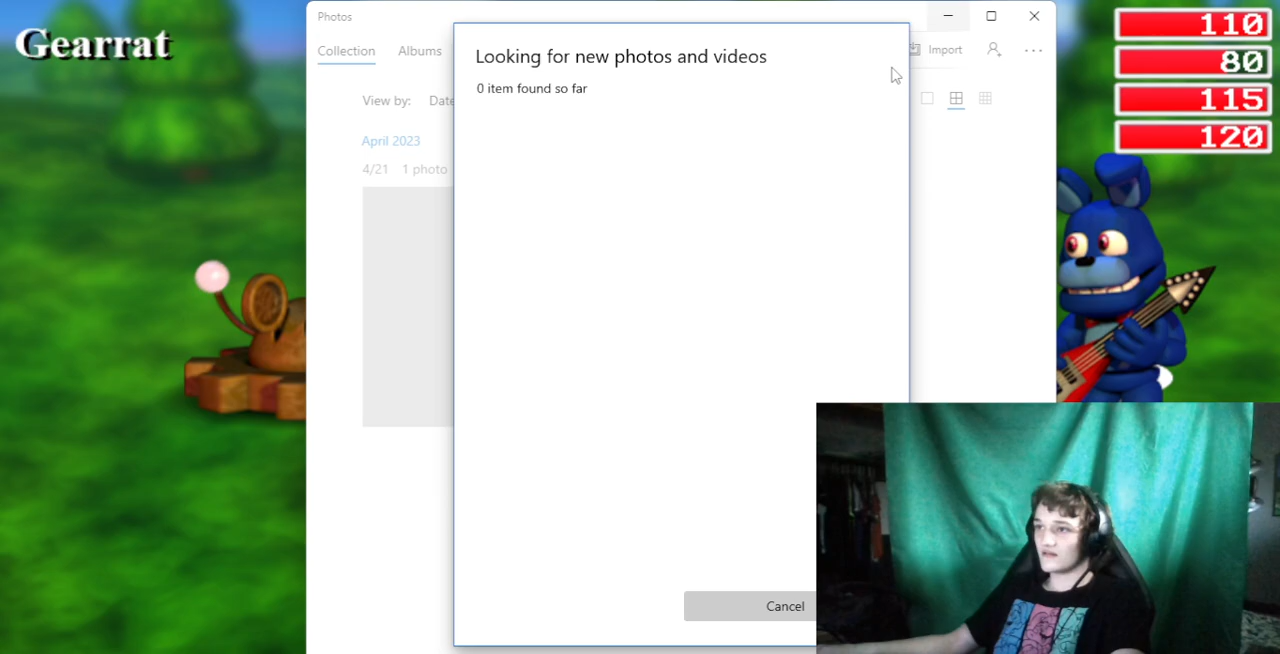 Gearrat
Photos
Collection Albums
Import
View by: Date
April 2023
4/21 1 photo
Looking for new photos and videos
0 item found so far
Cancel
110
80
115
120